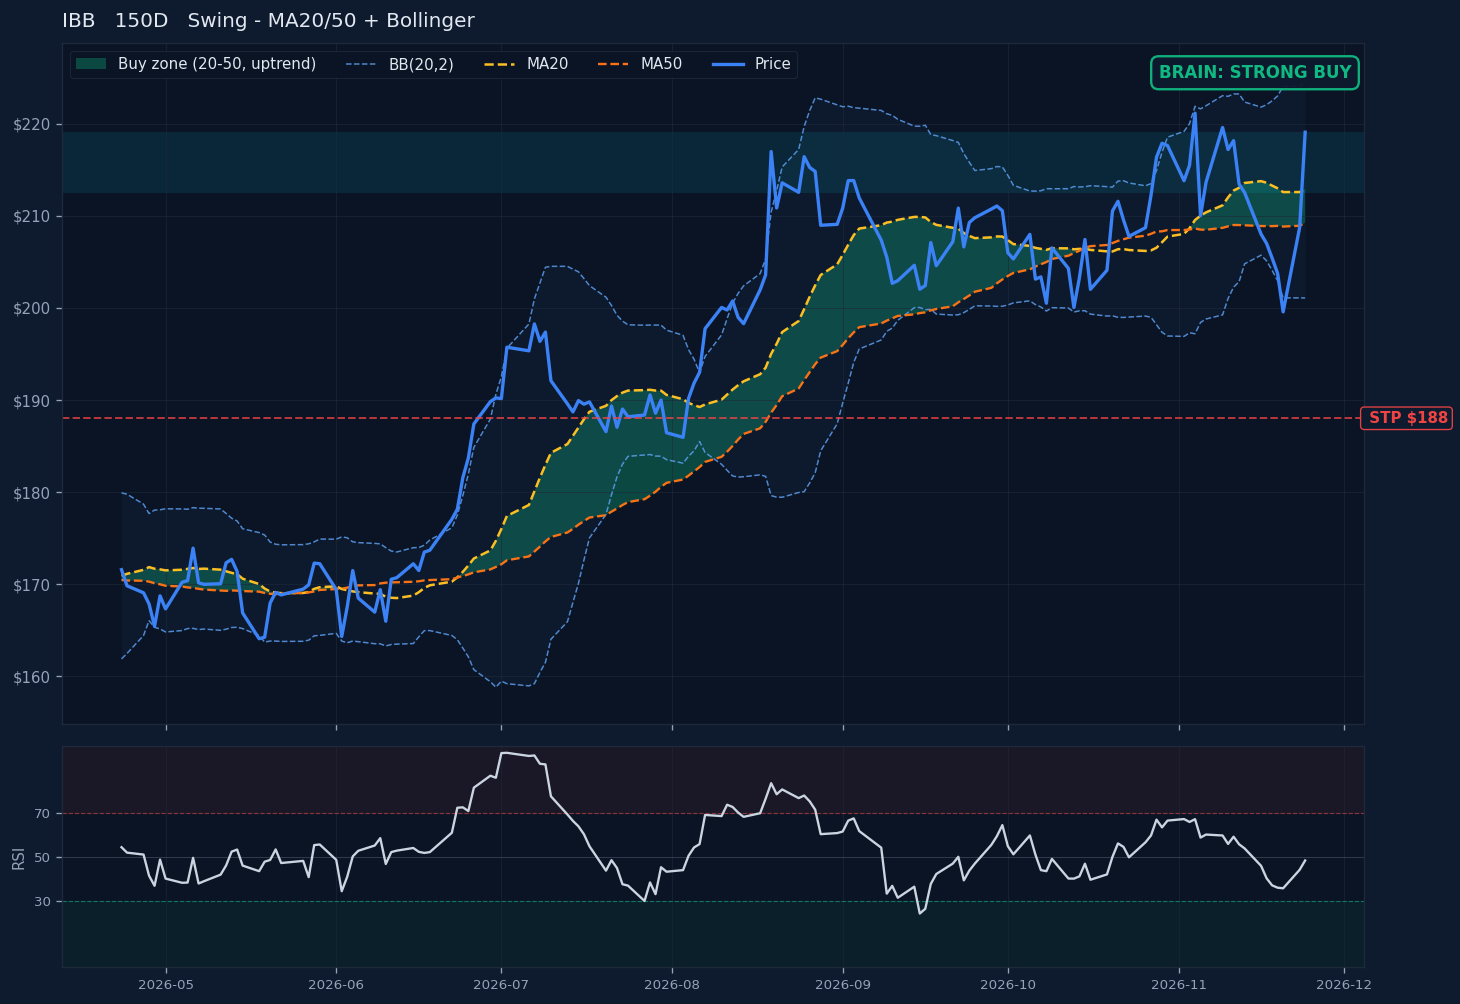 IBB   150D   Swing - MA20/50 + Bollinger
Buy zone (20-50, uptrend)   BB(20,2)   MA20   MA50   Price
BRAIN: STRONG BUY
$220
$210
$200
$190
STP $188
$180
$170
$160
70
50
30
RSI
2026-05   2026-06   2026-07   2026-08   2026-09   2026-10   2026-11   2026-12